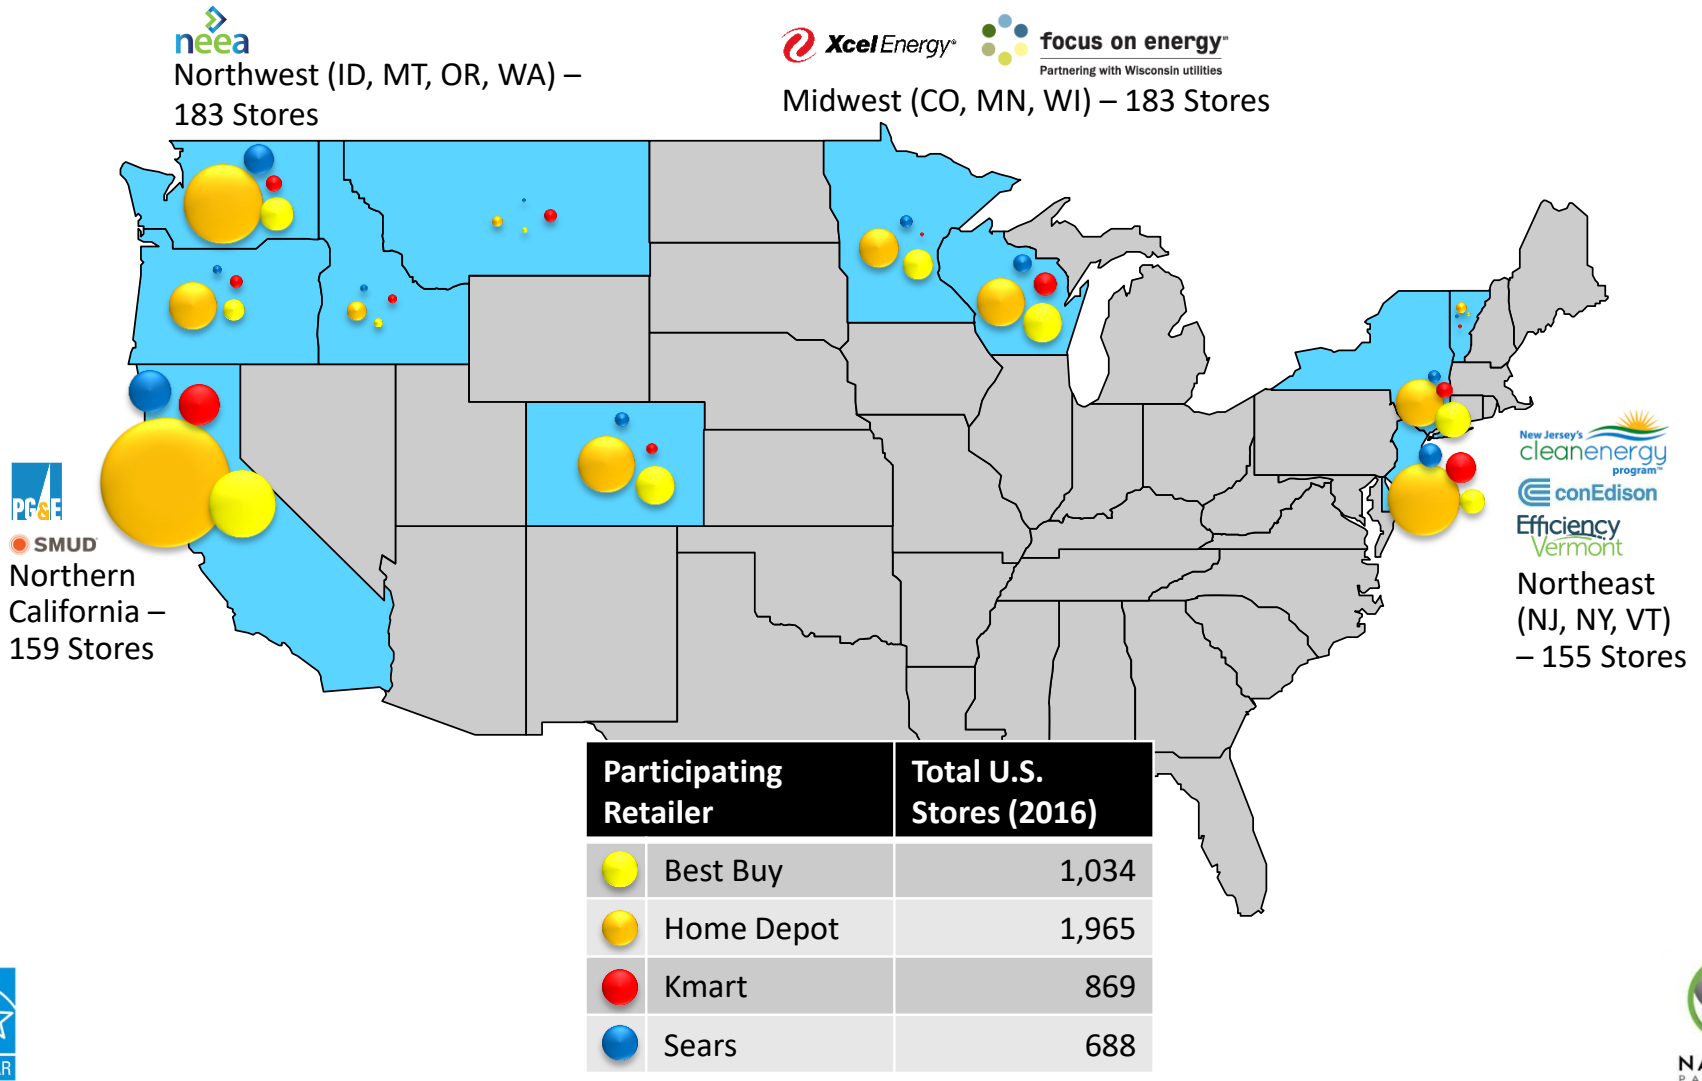 neea
Northwest (ID, MT, OR, WA) –
183 Stores
Xcel Energy®
focus on energy℠
Partnering with Wisconsin utilities
Midwest (CO, MN, WI) – 183 Stores
PG&E
SMUD
Northern
California –
159 Stores
New Jersey's
cleanenergy
program™
conEdison
Efficiency
Vermont
Northeast
(NJ, NY, VT)
– 155 Stores
Participating
Retailer
Total U.S.
Stores (2016)
Best Buy 1,034
Home Depot 1,965
Kmart 869
Sears 688